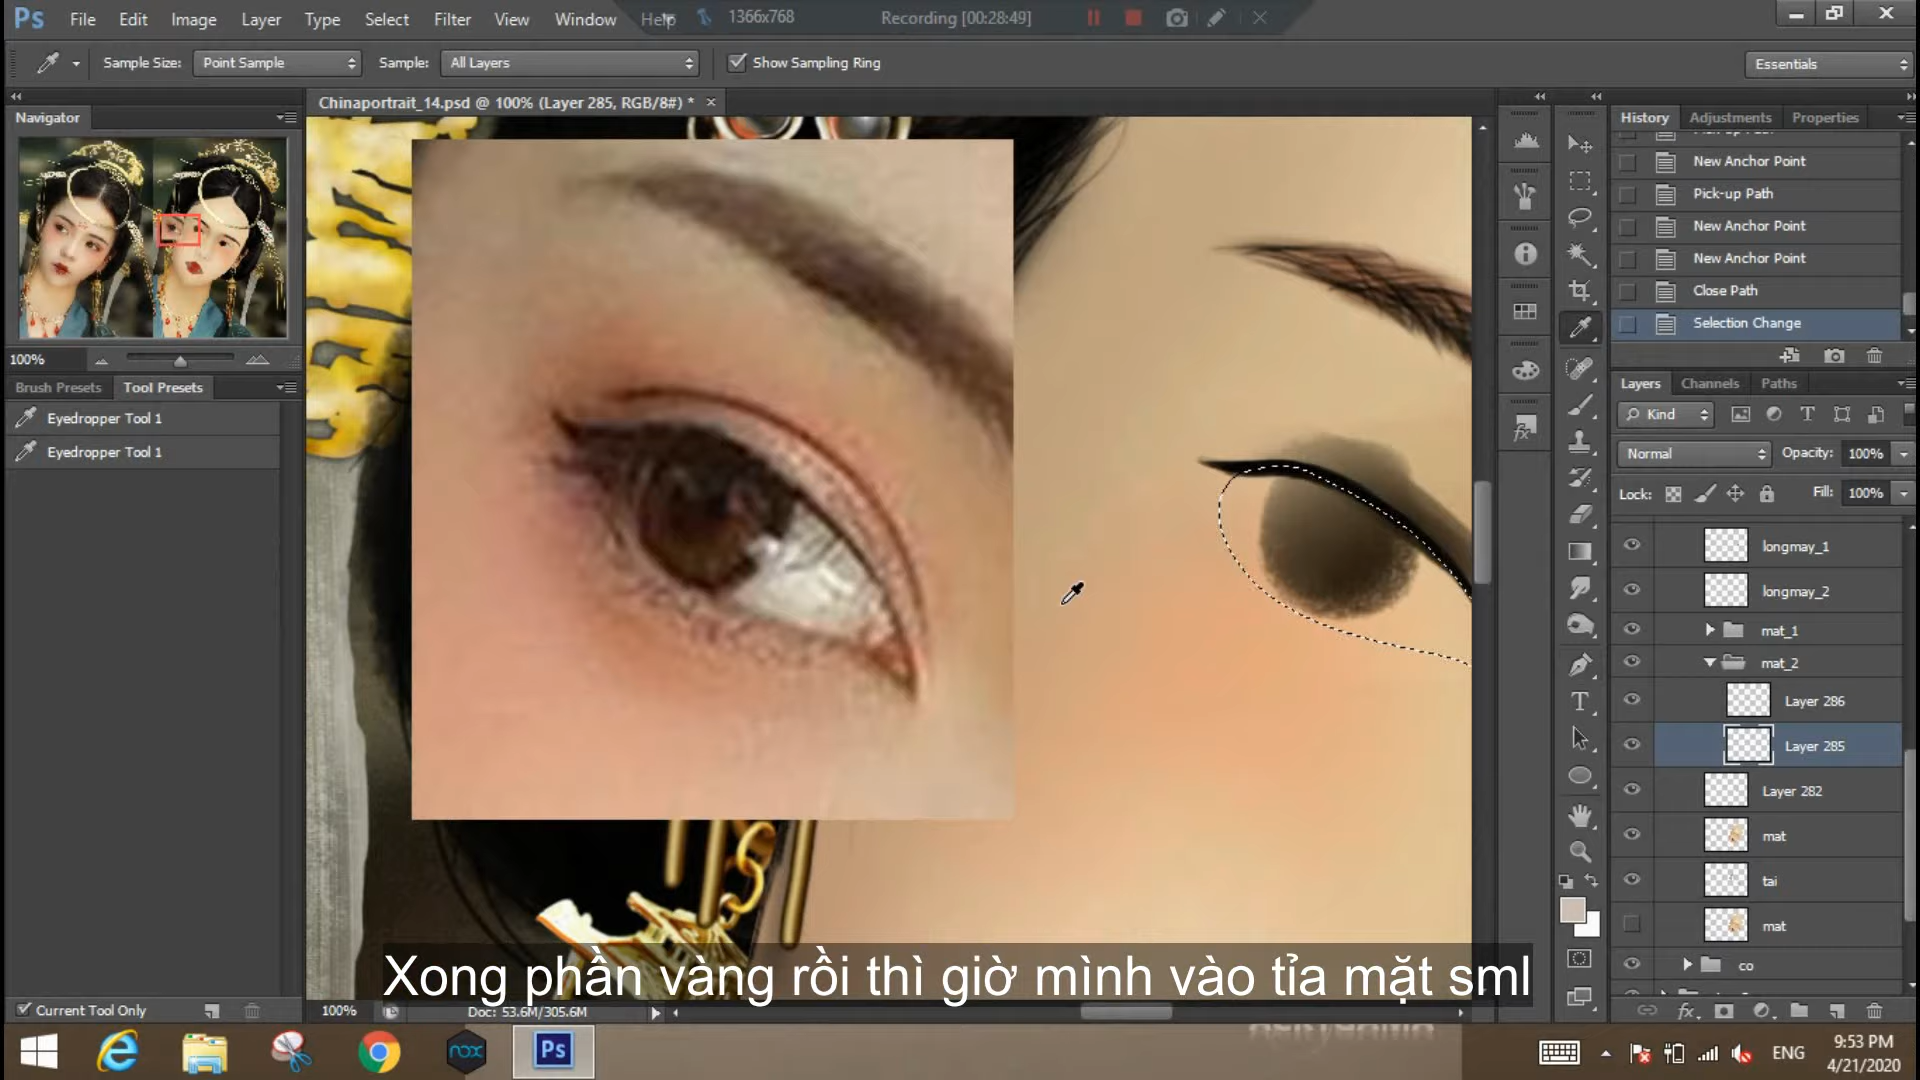 Ps File Edit Image Layer Type Select Filter View Window Help 1366x768 Recording [00:28:49]
Sample Size: Point Sample Sample: All Layers Show Sampling Ring Essentials
Chinaportrait_14.psd @ 100% (Layer 285, RGB/8#) *
Navigator
100%
Brush Presets Tool Presets
Eyedropper Tool 1
Eyedropper Tool 1
Current Tool Only
History Adjustments Properties
New Anchor Point
Pick-up Path
New Anchor Point
New Anchor Point
Close Path
Selection Change
Layers Channels Paths
Kind
Normal Opacity: 100%
Lock: Fill: 100%
longmay_1
longmay_2
mat_1
mat_2
Layer 286
Layer 285
Layer 282
mat
tai
mat
co
Xong phần vàng rồi thì giờ mình vào tỉa mặt sml
100% Doc: 53.6M/305.6M
nox Ps ENG 9:53 PM
4/21/2020